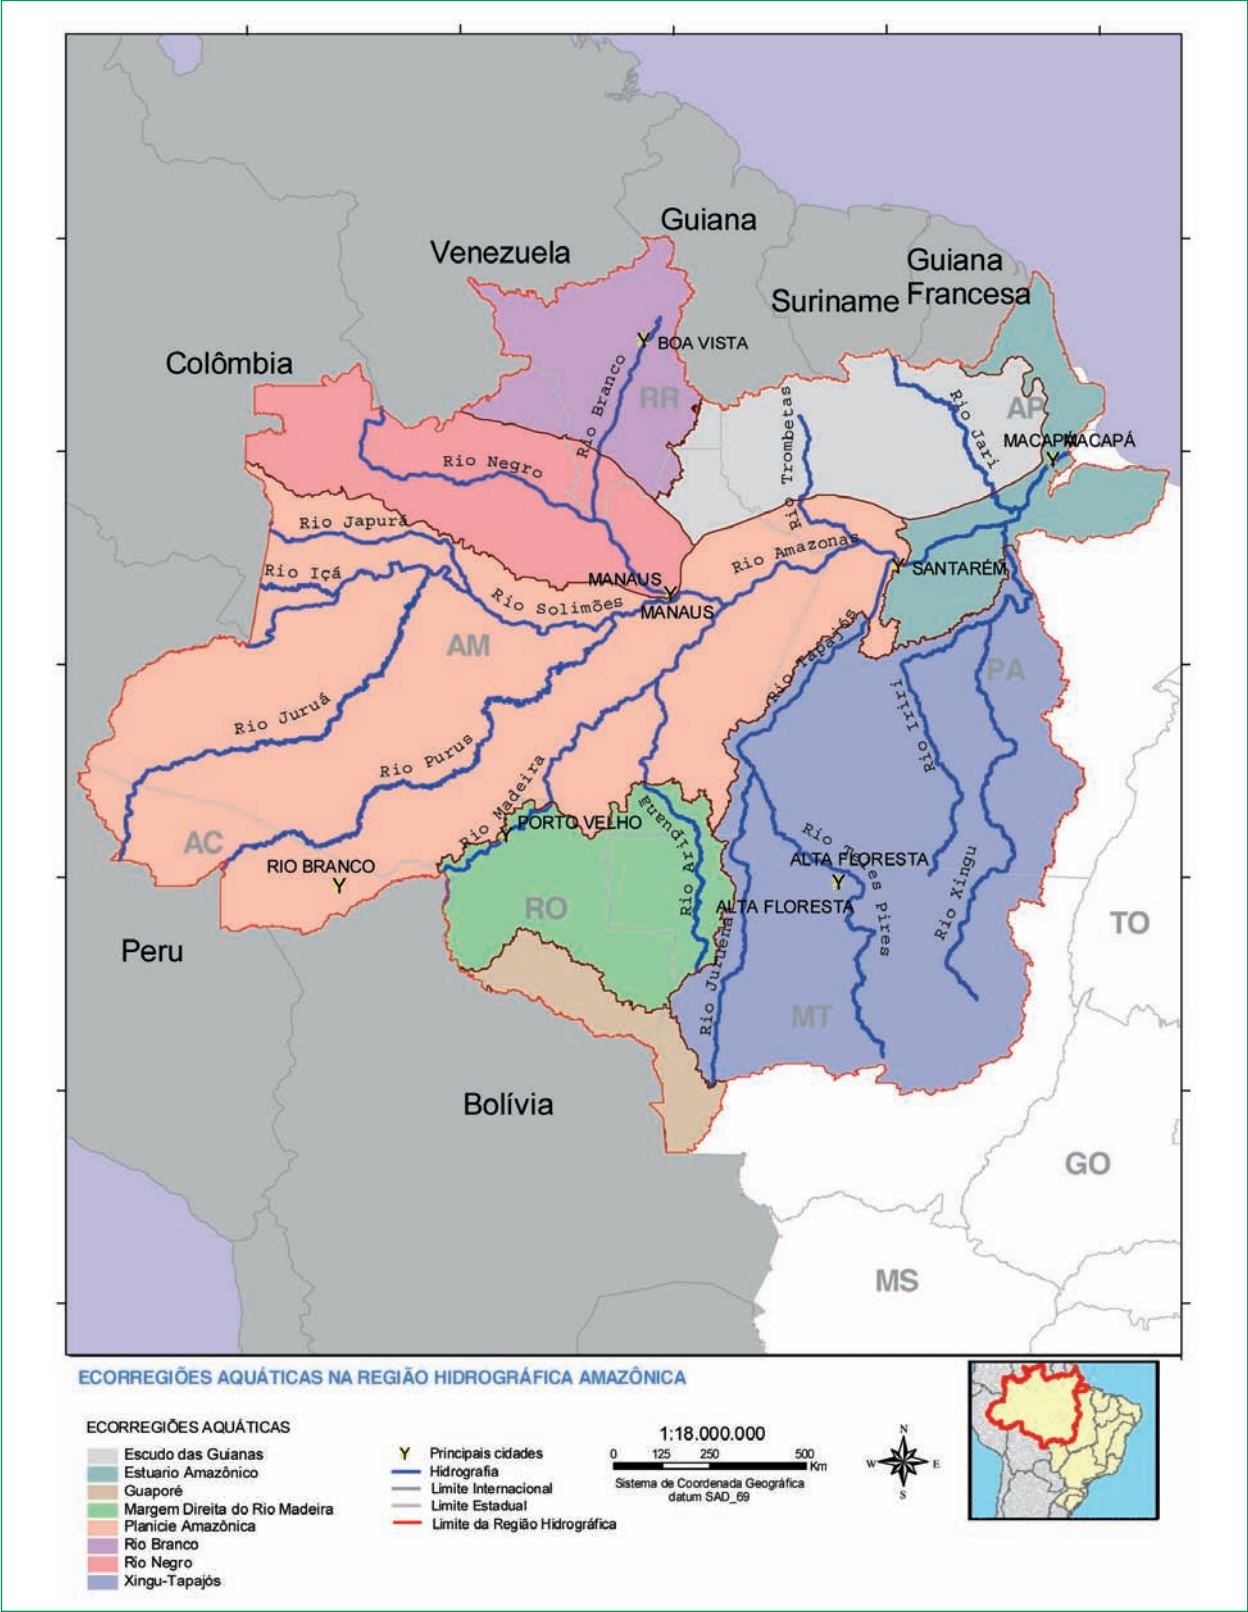 Guiana
Venezuela
Guiana
Francesa
Suriname
BOA VISTA
Colômbia
Rio Branco
RR
Rio Trombetas
Rio Jari
AP
MACAPÁ
MACAPÁ
Rio Negro
Rio Japurá
Rio Içá
Rio Amazonas
SANTARÉM
MANAUS
Rio Solimões
MANAUS
AM
Rio Tapajós
PA
Rio Juruá
Rio Iriri
Rio Purus
Rio Madeira
PORTO VELHO
Rio Aripuanã
AC
RIO BRANCO
Rio Teles Pires
ALTA FLORESTA
Rio Xingu
ALTA FLORESTA
RO
TO
Peru
Rio Juruena
MT
Bolívia
GO
MS
ECORREGIÕES AQUÁTICAS NA REGIÃO HIDROGRÁFICA AMAZÔNICA
ECORREGIÕES AQUÁTICAS
Escudo das Guianas
Estuario Amazônico
Guaporé
Margem Direita do Rio Madeira
Planicie Amazônica
Rio Branco
Rio Negro
Xingu-Tapajós
Principais cidades
Hidrografia
Limite Internacional
Limite Estadual
Limite da Região Hidrográfica
1:18.000.000
0 125 250 500
Km
Sistema de Coordenada Geográfica
datum SAD_69
N
W E
S